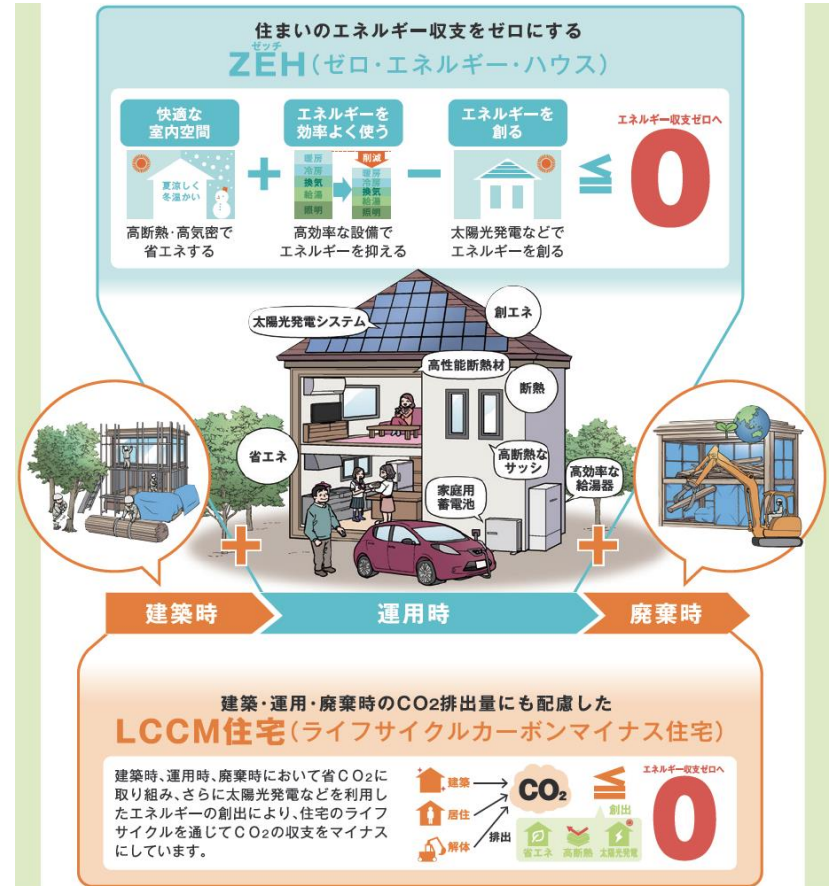 住まいのエネルギー収支をゼロにする
ゼッチ
ZEH(ゼロ・エネルギー・ハウス)
快適な
室内空間
夏涼しく
冬温かい
高断熱・高気密で
省エネする
+
エネルギーを
効率よく使う
暖房
冷房
換気
給湯
照明
削減
暖房
冷房
換気
給湯
照明
高効率な設備で
エネルギーを抑える
−
エネルギーを
創る
太陽光発電などで
エネルギーを創る
≦
エネルギー収支ゼロへ
0
太陽光発電システム
創エネ
高性能断熱材
断熱
省エネ
高断熱な
サッシ
高効率な
給湯器
家庭用
蓄電池
+
+
建築時
運用時
廃棄時
建築・運用・廃棄時のCO2排出量にも配慮した
LCCM住宅(ライフサイクルカーボンマイナス住宅)
建築時、運用時、廃棄時において省CO2に
取り組み、さらに太陽光発電などを利用し
たエネルギーの創出により、住宅のライフ
サイクルを通じてCO2の収支をマイナス
にしています。
建築
居住
解体
排出
CO2
≦
創出
省エネ
高断熱
太陽光発電
エネルギー収支ゼロへ
0